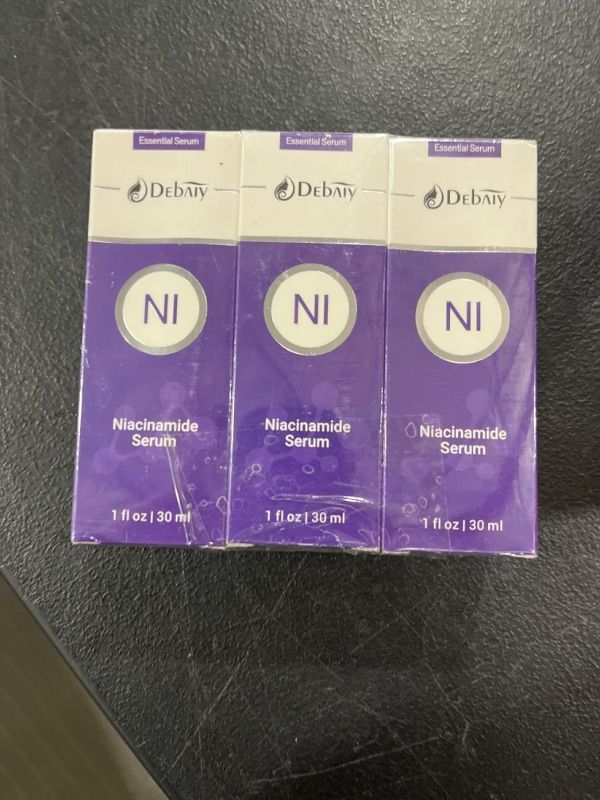 Essential Serum
DEBAIY
NI
Niacinamide
Serum
1 fl oz | 30 ml
Essential Serum
DEBAIY
NI
Niacinamide
Serum
1 fl oz | 30 ml
Essential Serum
DEBAIY
NI
Niacinamide
Serum
1 fl oz | 30 ml